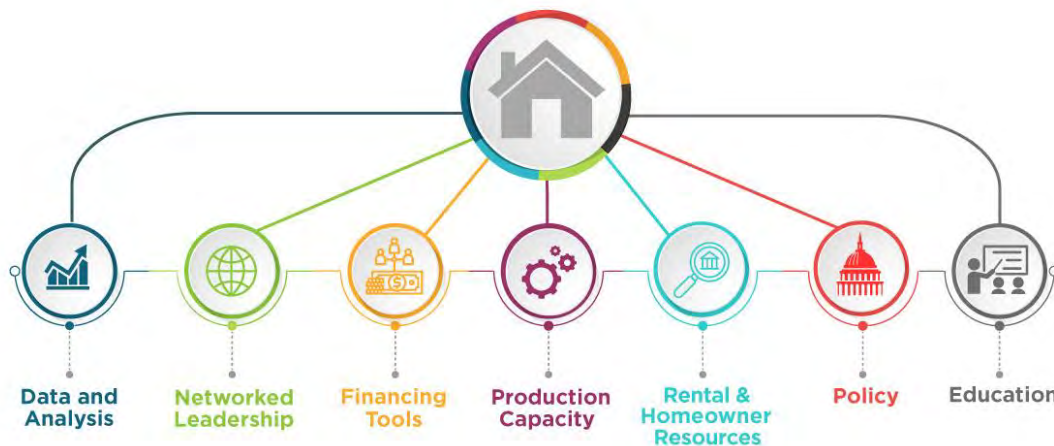 Data and
Analysis
Networked
Leadership
Financing
Tools
Production
Capacity
Rental &
Homeowner
Resources
Policy
Education